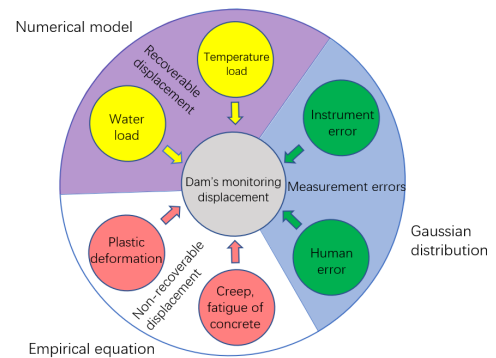 Numerical model
Recoverable
displacement
Temperature
load
Water
load
Instrument
error
Dam's monitoring
displacement
Measurement errors
Plastic
deformation
Non-recoverable
displacement
Creep,
fatigue of
concrete
Human
error
Gaussian
distribution
Empirical equation